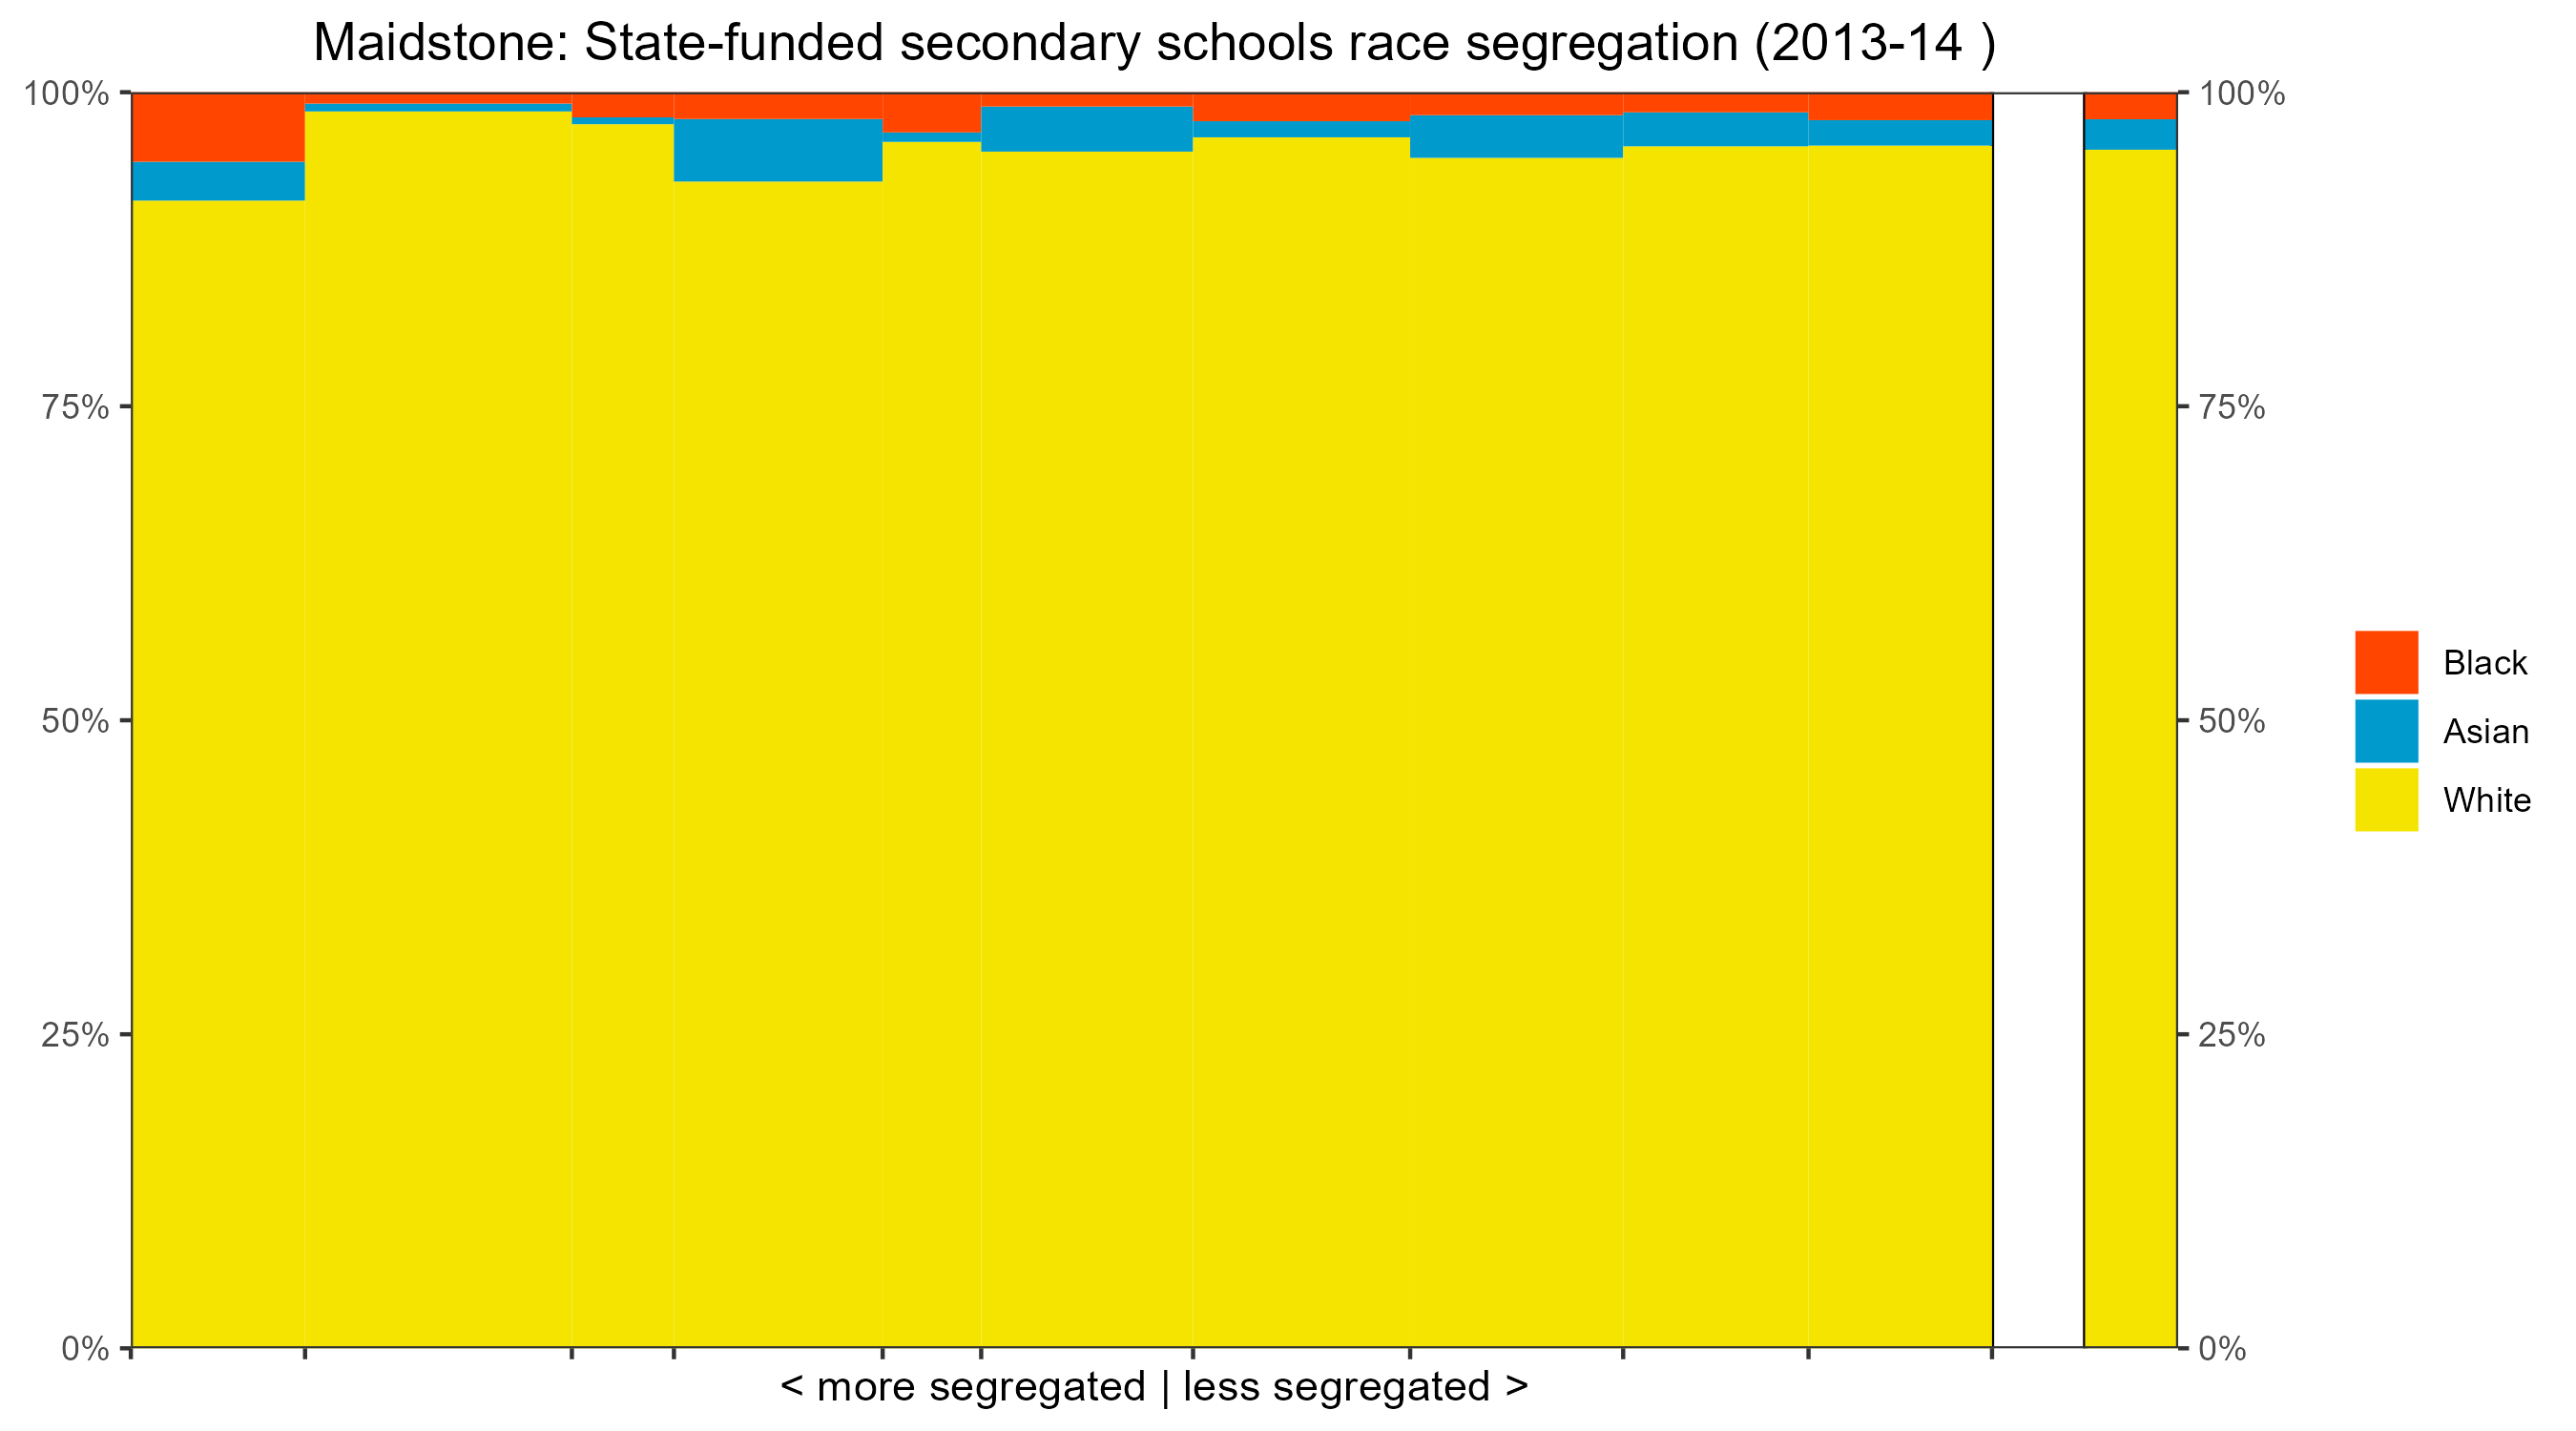 Maidstone: State-funded secondary schools race segregation (2013-14 )
100%
75%
50%
25%
0%
100%
75%
50%
25%
0%
Black
Asian
White
< more segregated | less segregated >